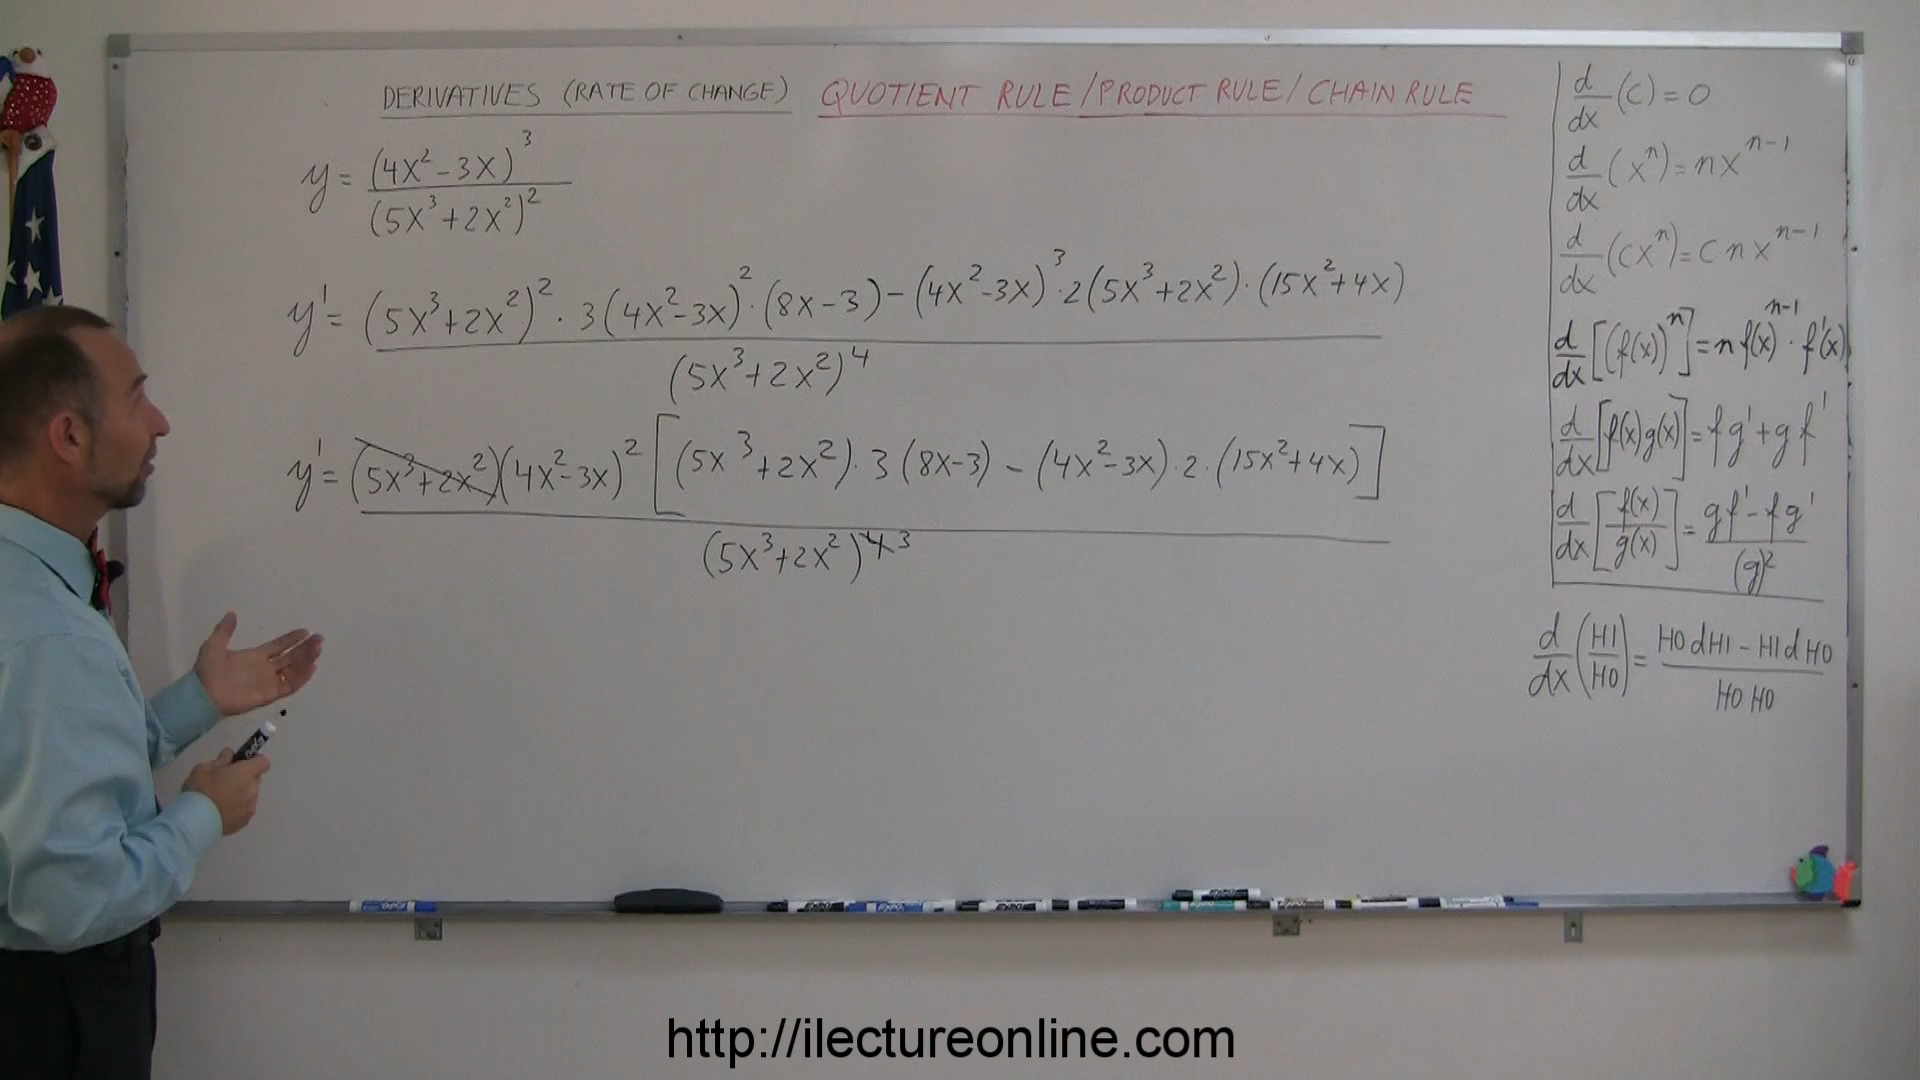 DERIVATIVES (RATE OF CHANGE) QUOTIENT RULE/PRODUCT RULE/CHAIN RULE
y = (4x² - 3x)³ / (5x³ + 2x²)²
y' = (5x³ + 2x²)² · 3(4x² - 3x)² · (8x - 3) - (4x² - 3x)³ · 2(5x³ + 2x²) · (15x² + 4x)
(5x³ + 2x²)⁴
y' = (5x³ + 2x²)(4x² - 3x)² [(5x³ + 2x²) · 3(8x - 3) - (4x² - 3x) · 2 · (15x² + 4x)]
(5x³ + 2x²)4 3
d/dx (c) = 0
d/dx (xⁿ) = nxⁿ⁻¹
d/dx (cxⁿ) = c·nxⁿ⁻¹
d/dx [(f(x))ⁿ] = n f(x)ⁿ⁻¹ · f'(x)
d/dx [f(x)g(x)] = fg' + gf'
d/dx [f(x)/g(x)] = gf' - fg' / (g)²
d/dx (HI/HO) = HO dHI - HI dHO / HO HO
EXPO
http://ilectureonline.com